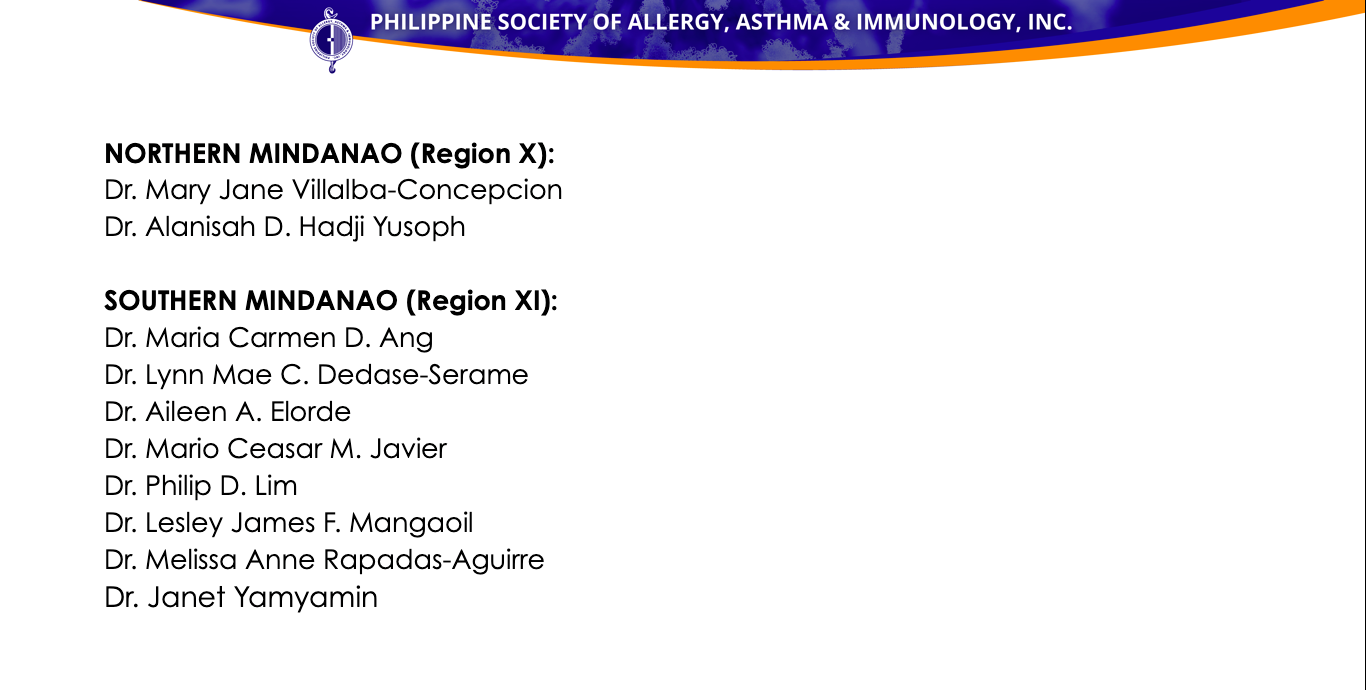 PHILIPPINE SOCIETY OF ALLERGY, ASTHMA & IMMUNOLOGY, INC.
NORTHERN MINDANAO (Region X):
Dr. Mary Jane Villalba-Concepcion
Dr. Alanisah D. Hadji Yusoph
SOUTHERN MINDANAO (Region XI):
Dr. Maria Carmen D. Ang
Dr. Lynn Mae C. Dedase-Serame
Dr. Aileen A. Elorde
Dr. Mario Ceasar M. Javier
Dr. Philip D. Lim
Dr. Lesley James F. Mangaoil
Dr. Melissa Anne Rapadas-Aguirre
Dr. Janet Yamyamin